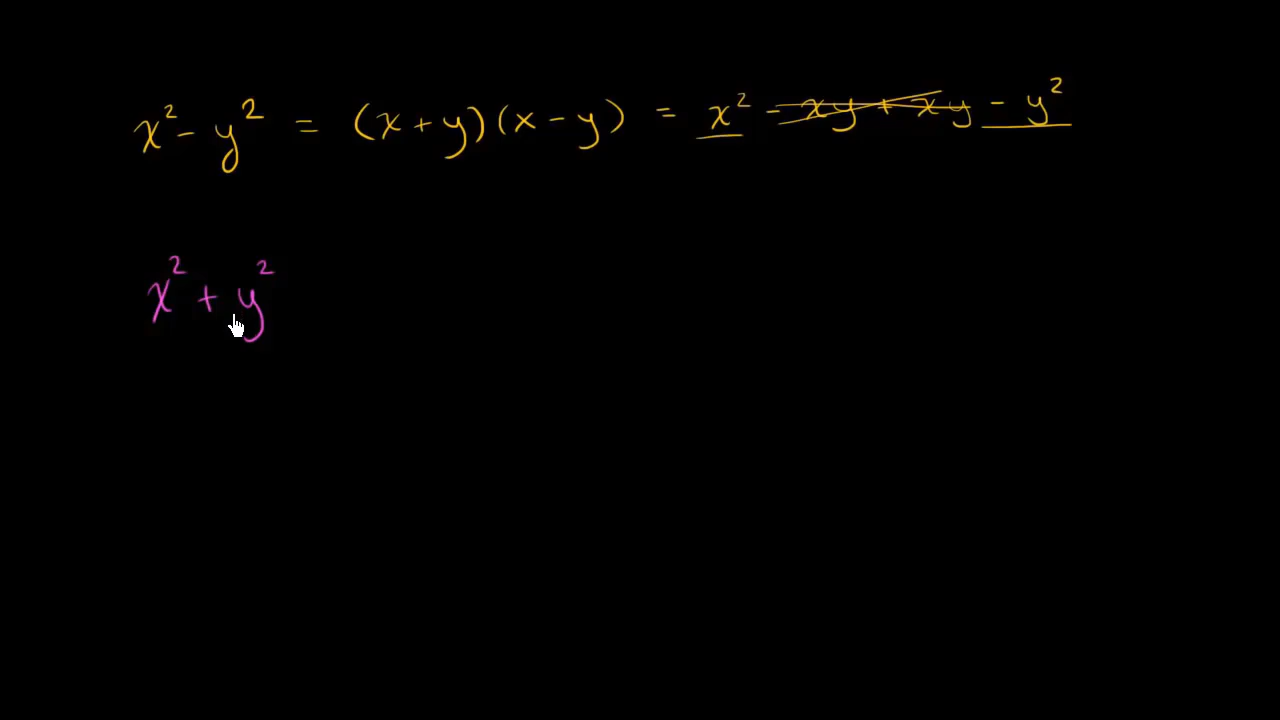 x² - y² = (x + y)(x - y) = x² - xy + xy - y²
x² + y²